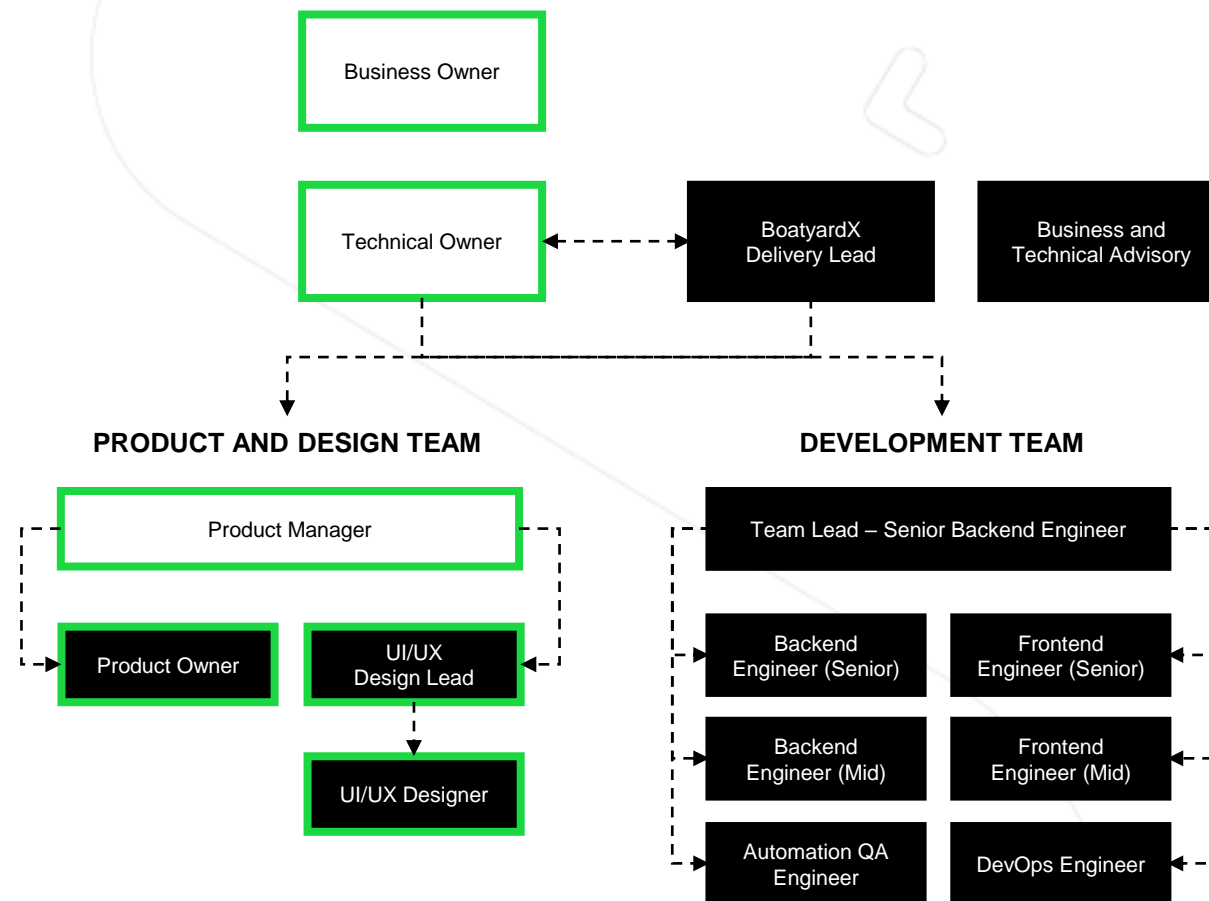 Business Owner
Technical Owner
BoatyardX
Delivery Lead
Business and
Technical Advisory
PRODUCT AND DESIGN TEAM
DEVELOPMENT TEAM
Product Manager
Team Lead – Senior Backend Engineer
Product Owner
UI/UX
Design Lead
Backend
Engineer (Senior)
Frontend
Engineer (Senior)
UI/UX Designer
Backend
Engineer (Mid)
Frontend
Engineer (Mid)
Automation QA
Engineer
DevOps Engineer